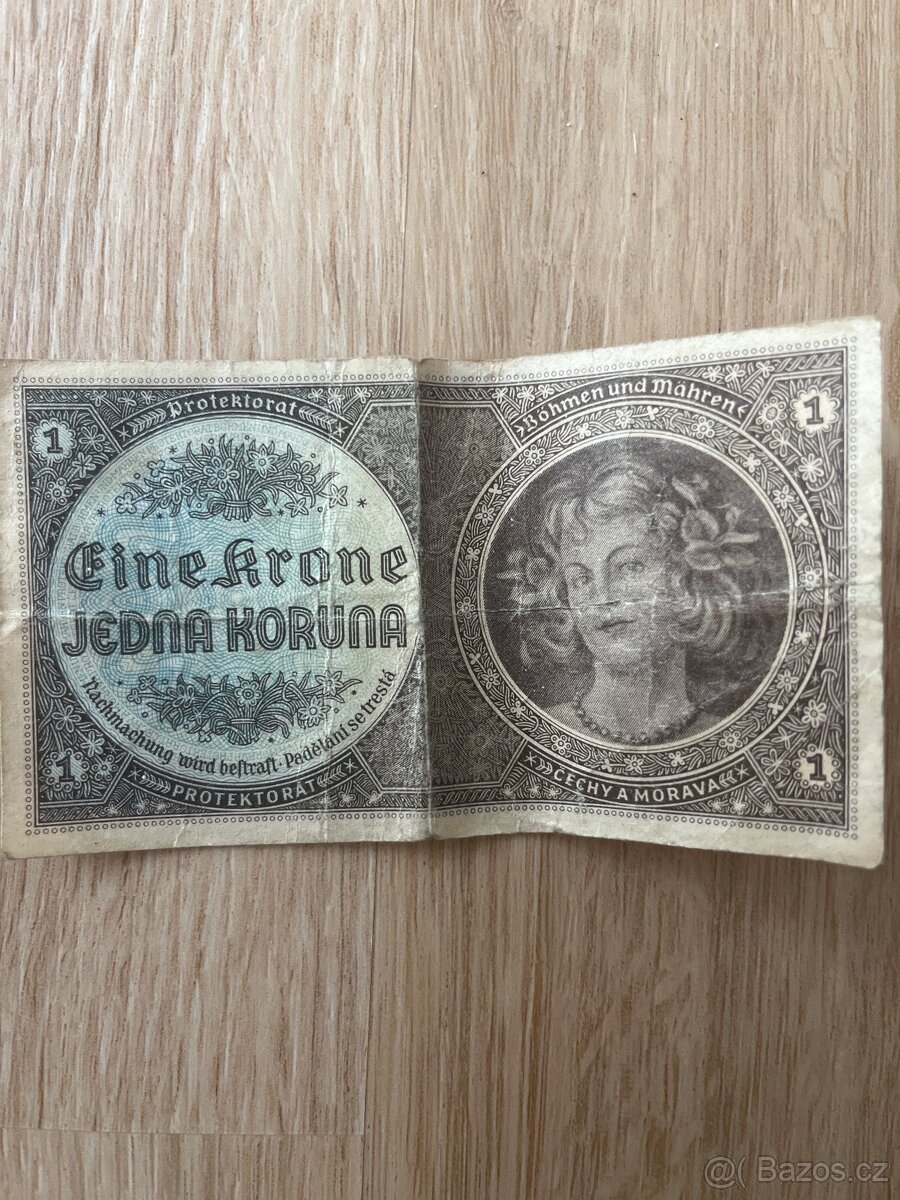 Protektorat
Böhmen und Mähren
1
1
Eine Krone
JEDNA KORUNA
Nachmachung wird bestraft. Padělání se trestá
1
1
PROTEKTORÁT
ČECHY A MORAVA
@( Bazos.cz